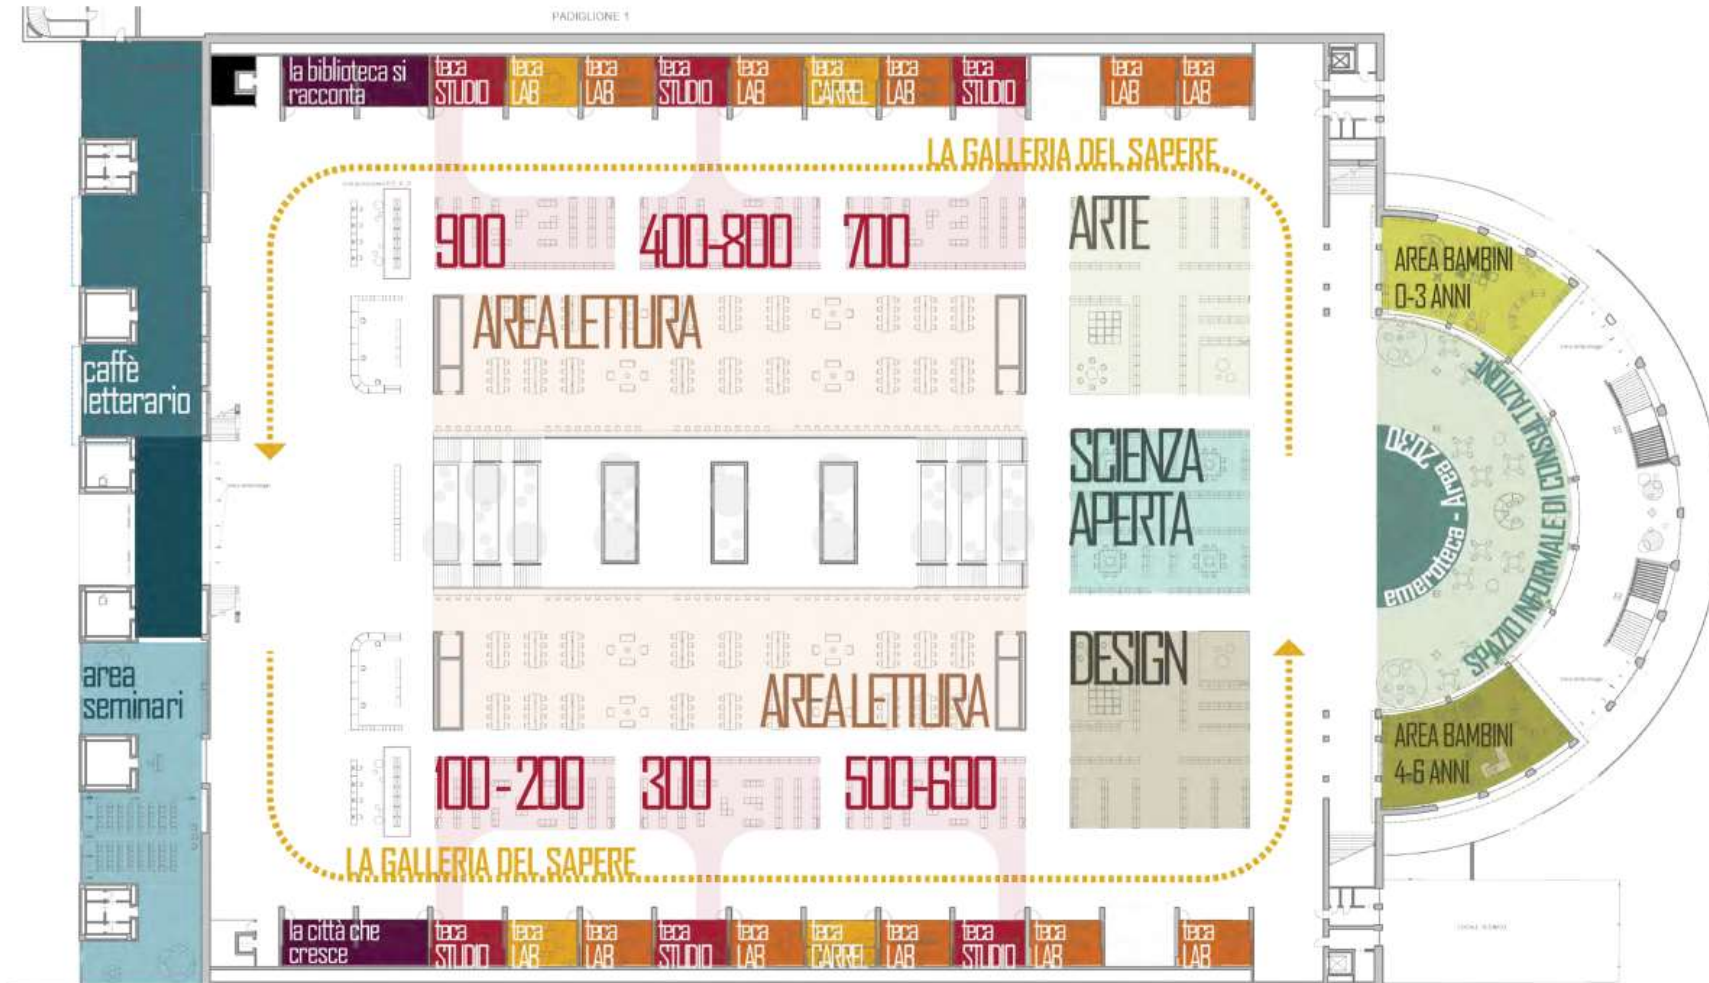 PADIGLIONE 1
la biblioteca si
racconta
teca
STUDIO
teca
LAB
teca
LAB
teca
STUDIO
teca
LAB
teca
CARREL
teca
LAB
teca
STUDIO
teca
LAB
teca
LAB
LA GALLERIA DEL SAPERE
900
400-800
700
ARTE
AREA BAMBINI
0-3 ANNI
AREA LETTURA
caffè
letterario
SCIENZA
APERTA
emeroteca - Area 2030
SPAZIO INFORMALE DI CONSULTAZIONE
area
seminari
AREA LETTURA
DESIGN
AREA BAMBINI
4-6 ANNI
100-200
300
500-600
LA GALLERIA DEL SAPERE
la città che
cresce
teca
STUDIO
teca
LAB
teca
LAB
teca
STUDIO
teca
LAB
teca
CARREL
teca
LAB
teca
STUDIO
teca
LAB
teca
LAB